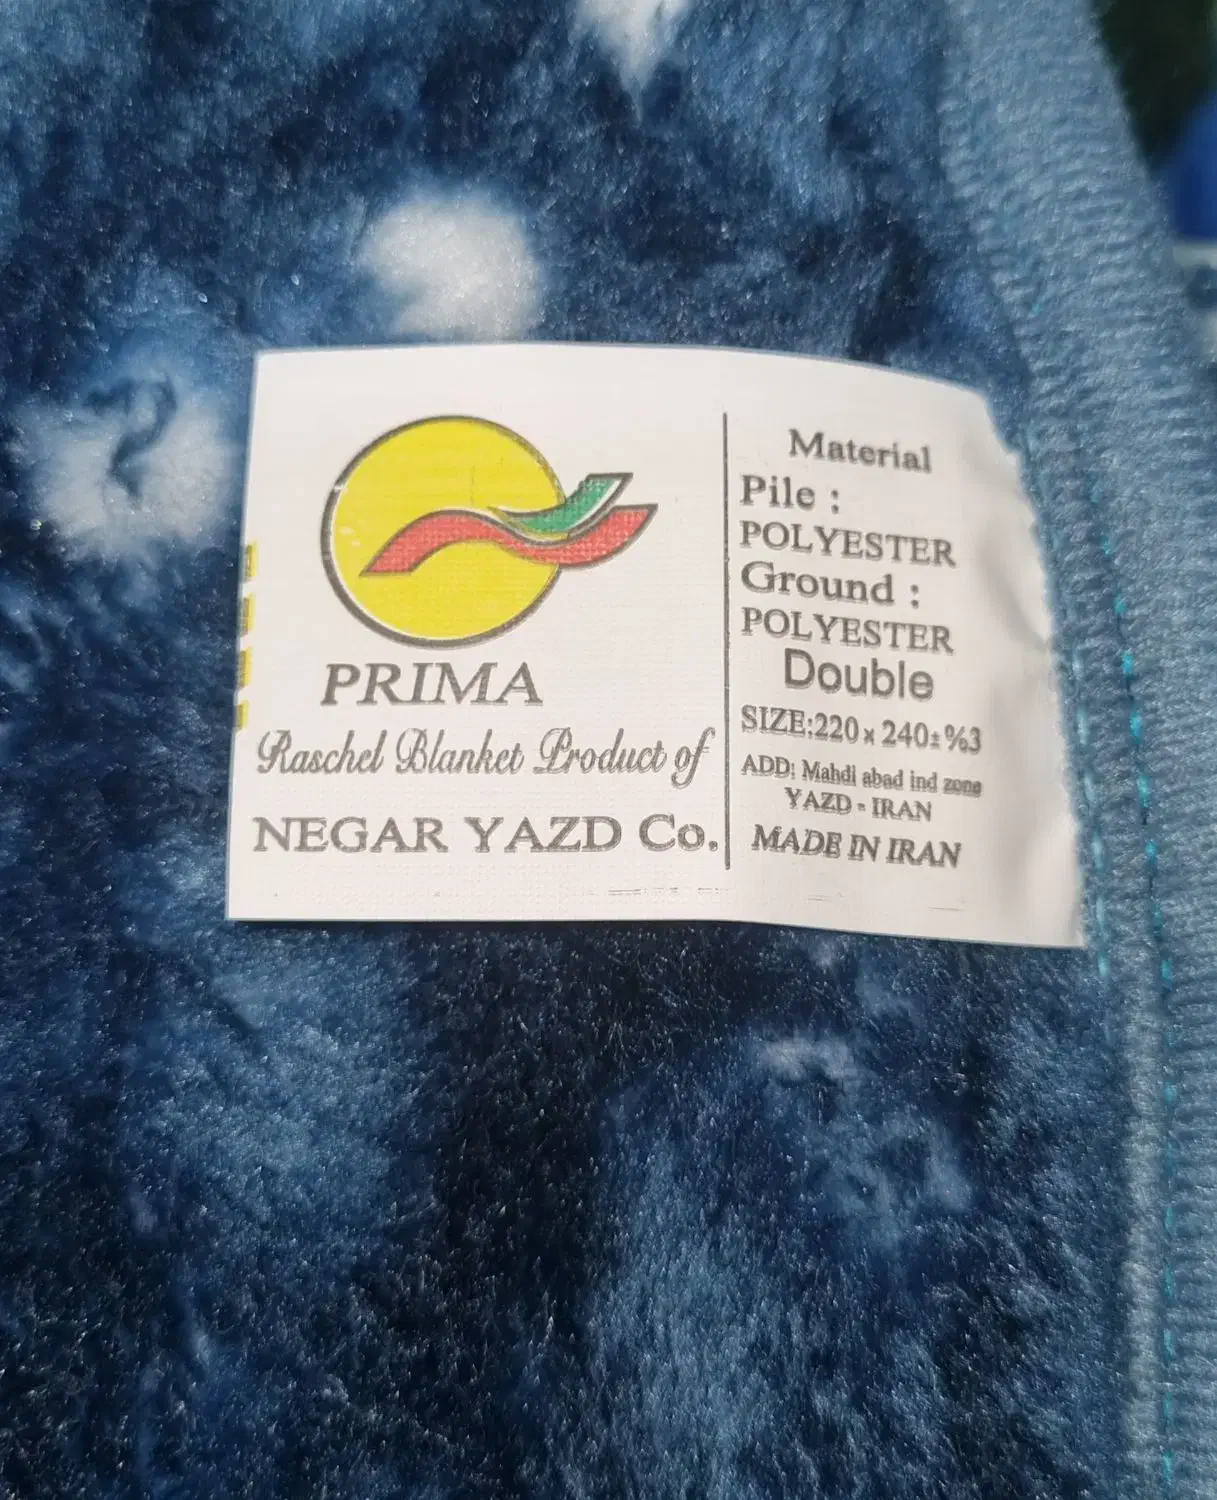 PRIMA
Raschel Blanket Product of
NEGAR YAZD Co.
Material
Pile :
POLYESTER
Ground :
POLYESTER
Double
SIZE:220 x 240± %3
ADD: Mahdi abad ind zone
YAZD - IRAN
MADE IN IRAN